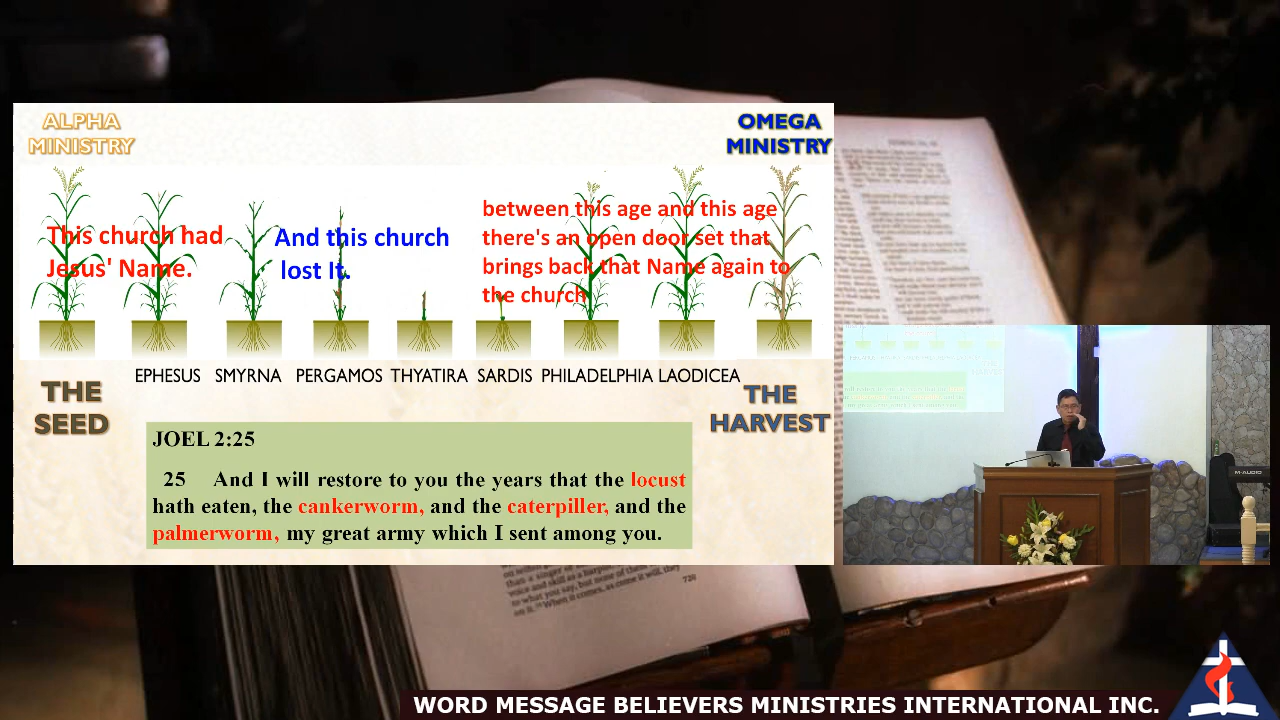 ALPHA
MINISTRY
OMEGA
MINISTRY
This church had
Jesus' Name.
And this church
lost It.
between this age and this age
there's an open door set that
brings back that Name again to
the church
EPHESUS SMYRNA PERGAMOS THYATIRA SARDIS PHILADELPHIA LAODICEA
THE
SEED
THE
HARVEST
JOEL 2:25
25 And I will restore to you the years that the locust
hath eaten, the cankerworm, and the caterpiller, and the
palmerworm, my great army which I sent among you.
M-AUDIO
720
WORD MESSAGE BELIEVERS MINISTRIES INTERNATIONAL INC.